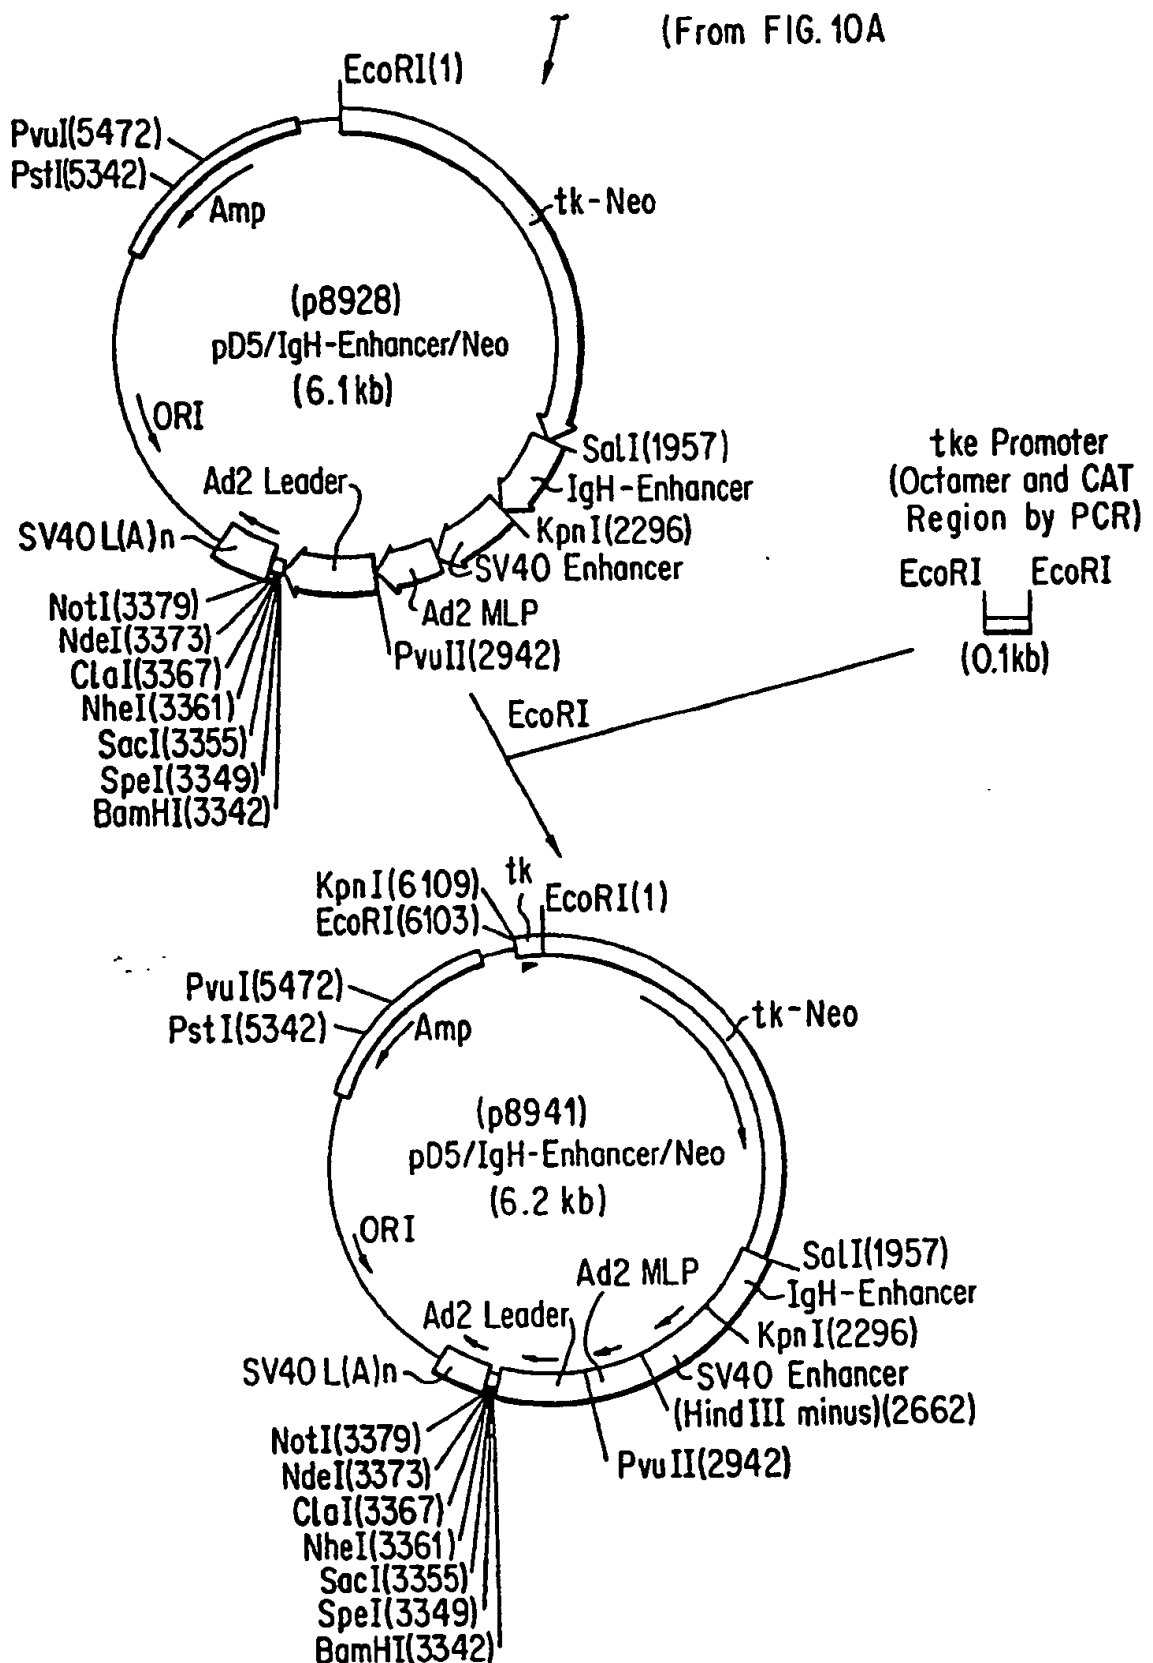 (From FIG. 10A
EcoRI(1)
PvuI(5472)
PstI(5342)
Amp
tk-Neo
(p8928)
pD5/IgH-Enhancer/Neo
(6.1kb)
ORI
SalI(1957)
IgH-Enhancer
KpnI(2296)
SV40 Enhancer
Ad2 MLP
PvuII(2942)
Ad2 Leader
SV40 L(A)n
NotI(3379)
NdeI(3373)
ClaI(3367)
NheI(3361)
SacI(3355)
SpeI(3349)
BamHI(3342)
tke Promoter
(Octamer and CAT
Region by PCR)
EcoRI EcoRI
(0.1kb)
EcoRI
KpnI(6109)
EcoRI(6103)
tk
EcoRI(1)
PvuI(5472)
PstI(5342)
Amp
tk-Neo
(p8941)
pD5/IgH-Enhancer/Neo
(6.2 kb)
ORI
SalI(1957)
IgH-Enhancer
KpnI(2296)
SV40 Enhancer
(Hind III minus)(2662)
PvuII(2942)
Ad2 MLP
Ad2 Leader
SV40 L(A)n
NotI(3379)
NdeI(3373)
ClaI(3367)
NheI(3361)
SacI(3355)
SpeI(3349)
BamHI(3342)